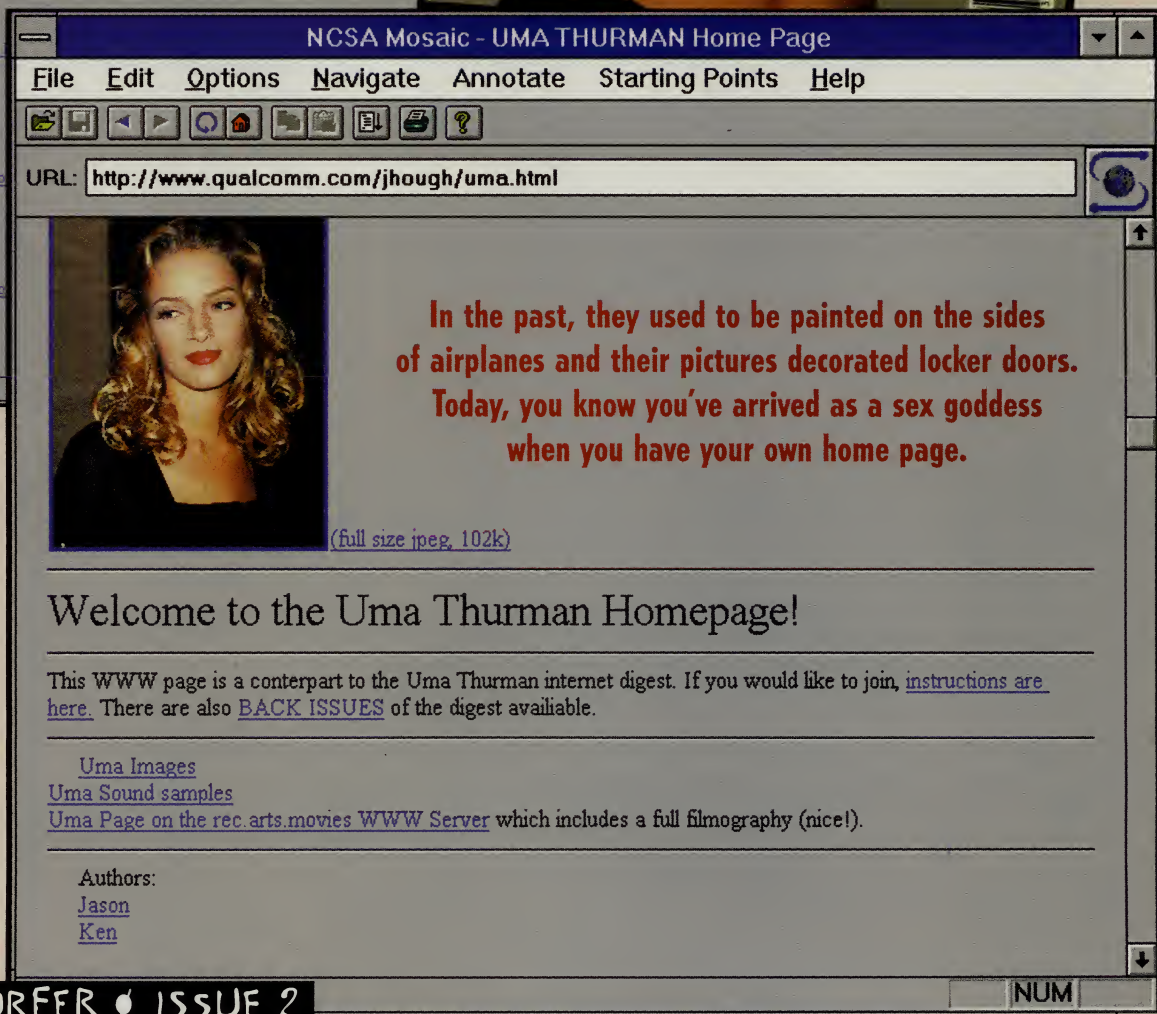 NCSA Mosaic - UMA THURMAN Home Page
File Edit Options Navigate Annotate Starting Points Help
URL: http://www.qualcomm.com/jhough/uma.html
In the past, they used to be painted on the sides
of airplanes and their pictures decorated locker doors.
Today, you know you've arrived as a sex goddess
when you have your own home page.
(full size jpeg, 102k)
Welcome to the Uma Thurman Homepage!
This WWW page is a conterpart to the Uma Thurman internet digest. If you would like to join, instructions are
here. There are also BACK ISSUES of the digest availiable.
Uma Images
Uma Sound samples
Uma Page on the rec.arts.movies WWW Server which includes a full filmography (nice!).
Authors:
Jason
Ken
NUM
ISSUE 2